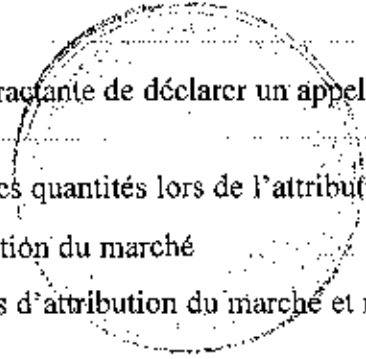 ractante de déclarer un appel
es quantités lors de l'attribut
tion du marché
s d'attribution du marché et